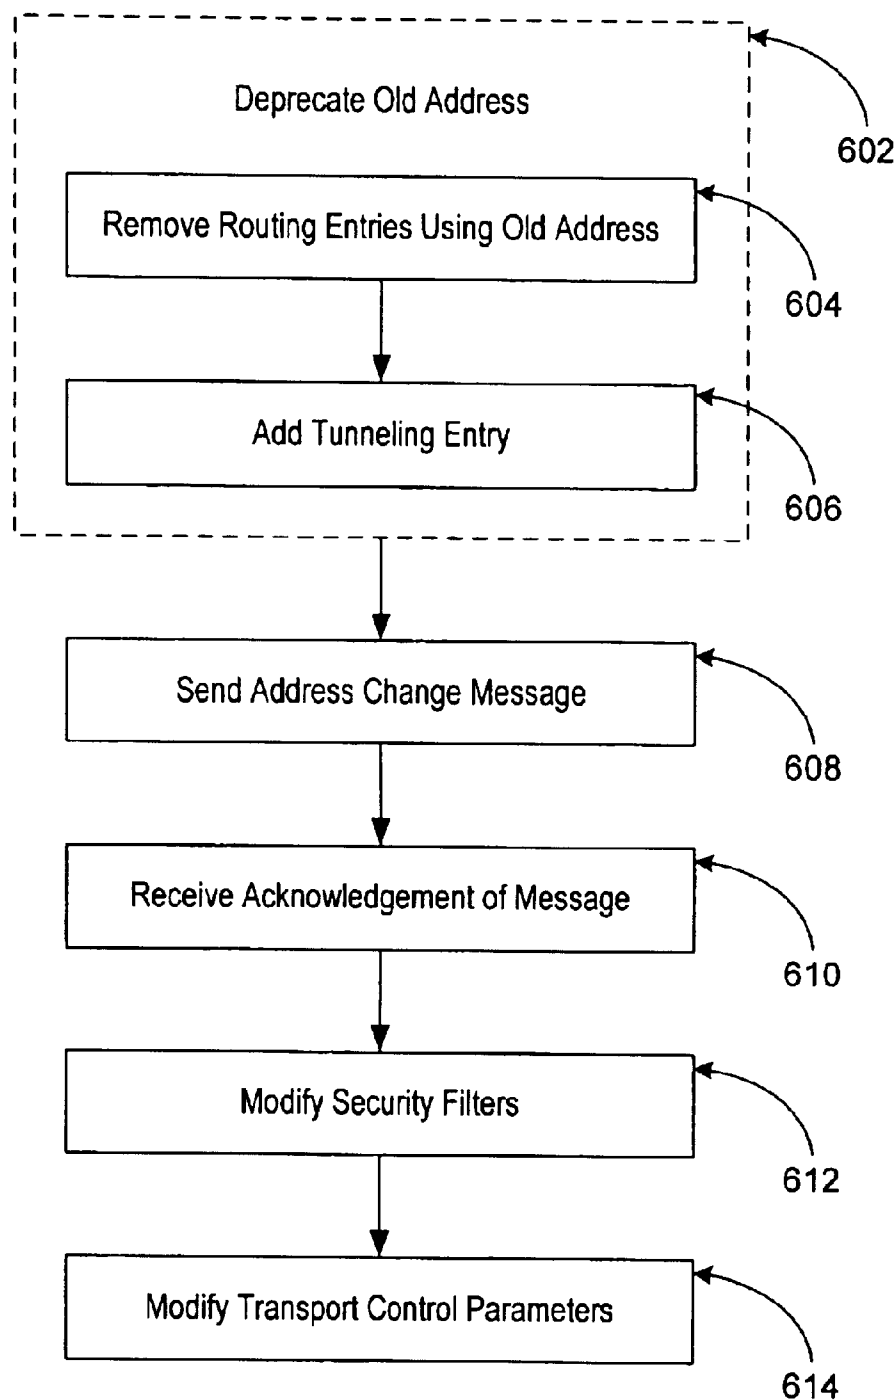 Deprecate Old Address
602
Remove Routing Entries Using Old Address
604
Add Tunneling Entry
606
Send Address Change Message
608
Receive Acknowledgement of Message
610
Modify Security Filters
612
Modify Transport Control Parameters
614